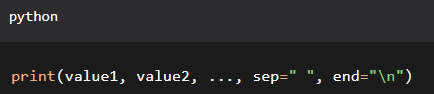 python
print(value1, value2, ..., sep=" ", end="\n")